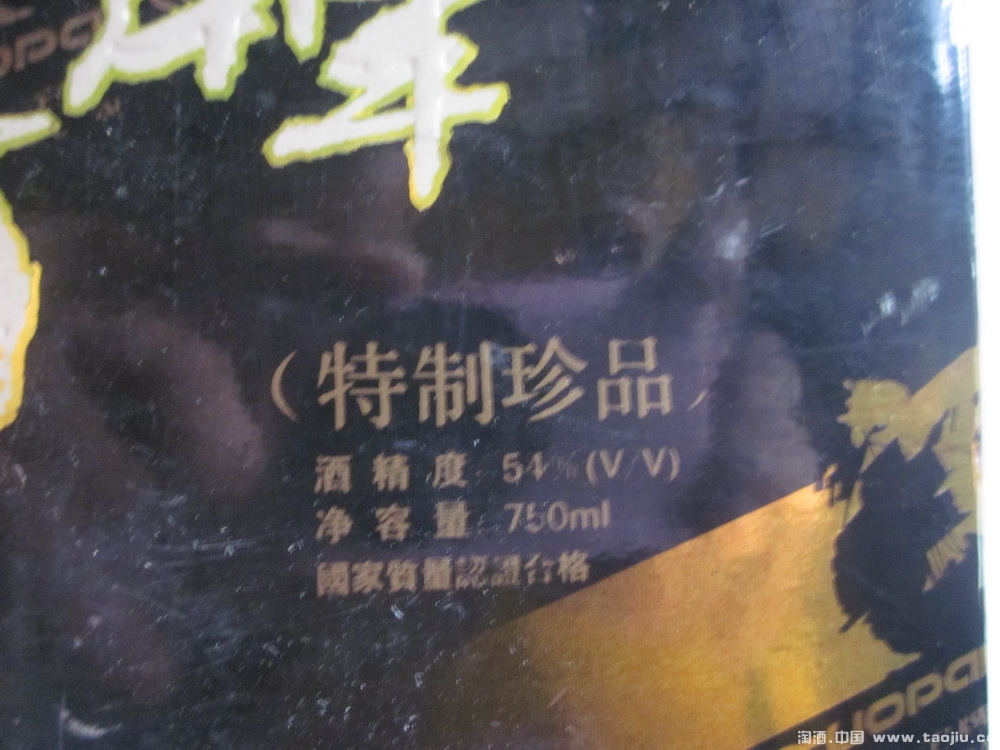 （特制珍品）
酒精度 54%(V/V)
净容量 750ml
國家質量認證合格
淘酒.中国 www.taojiu.c